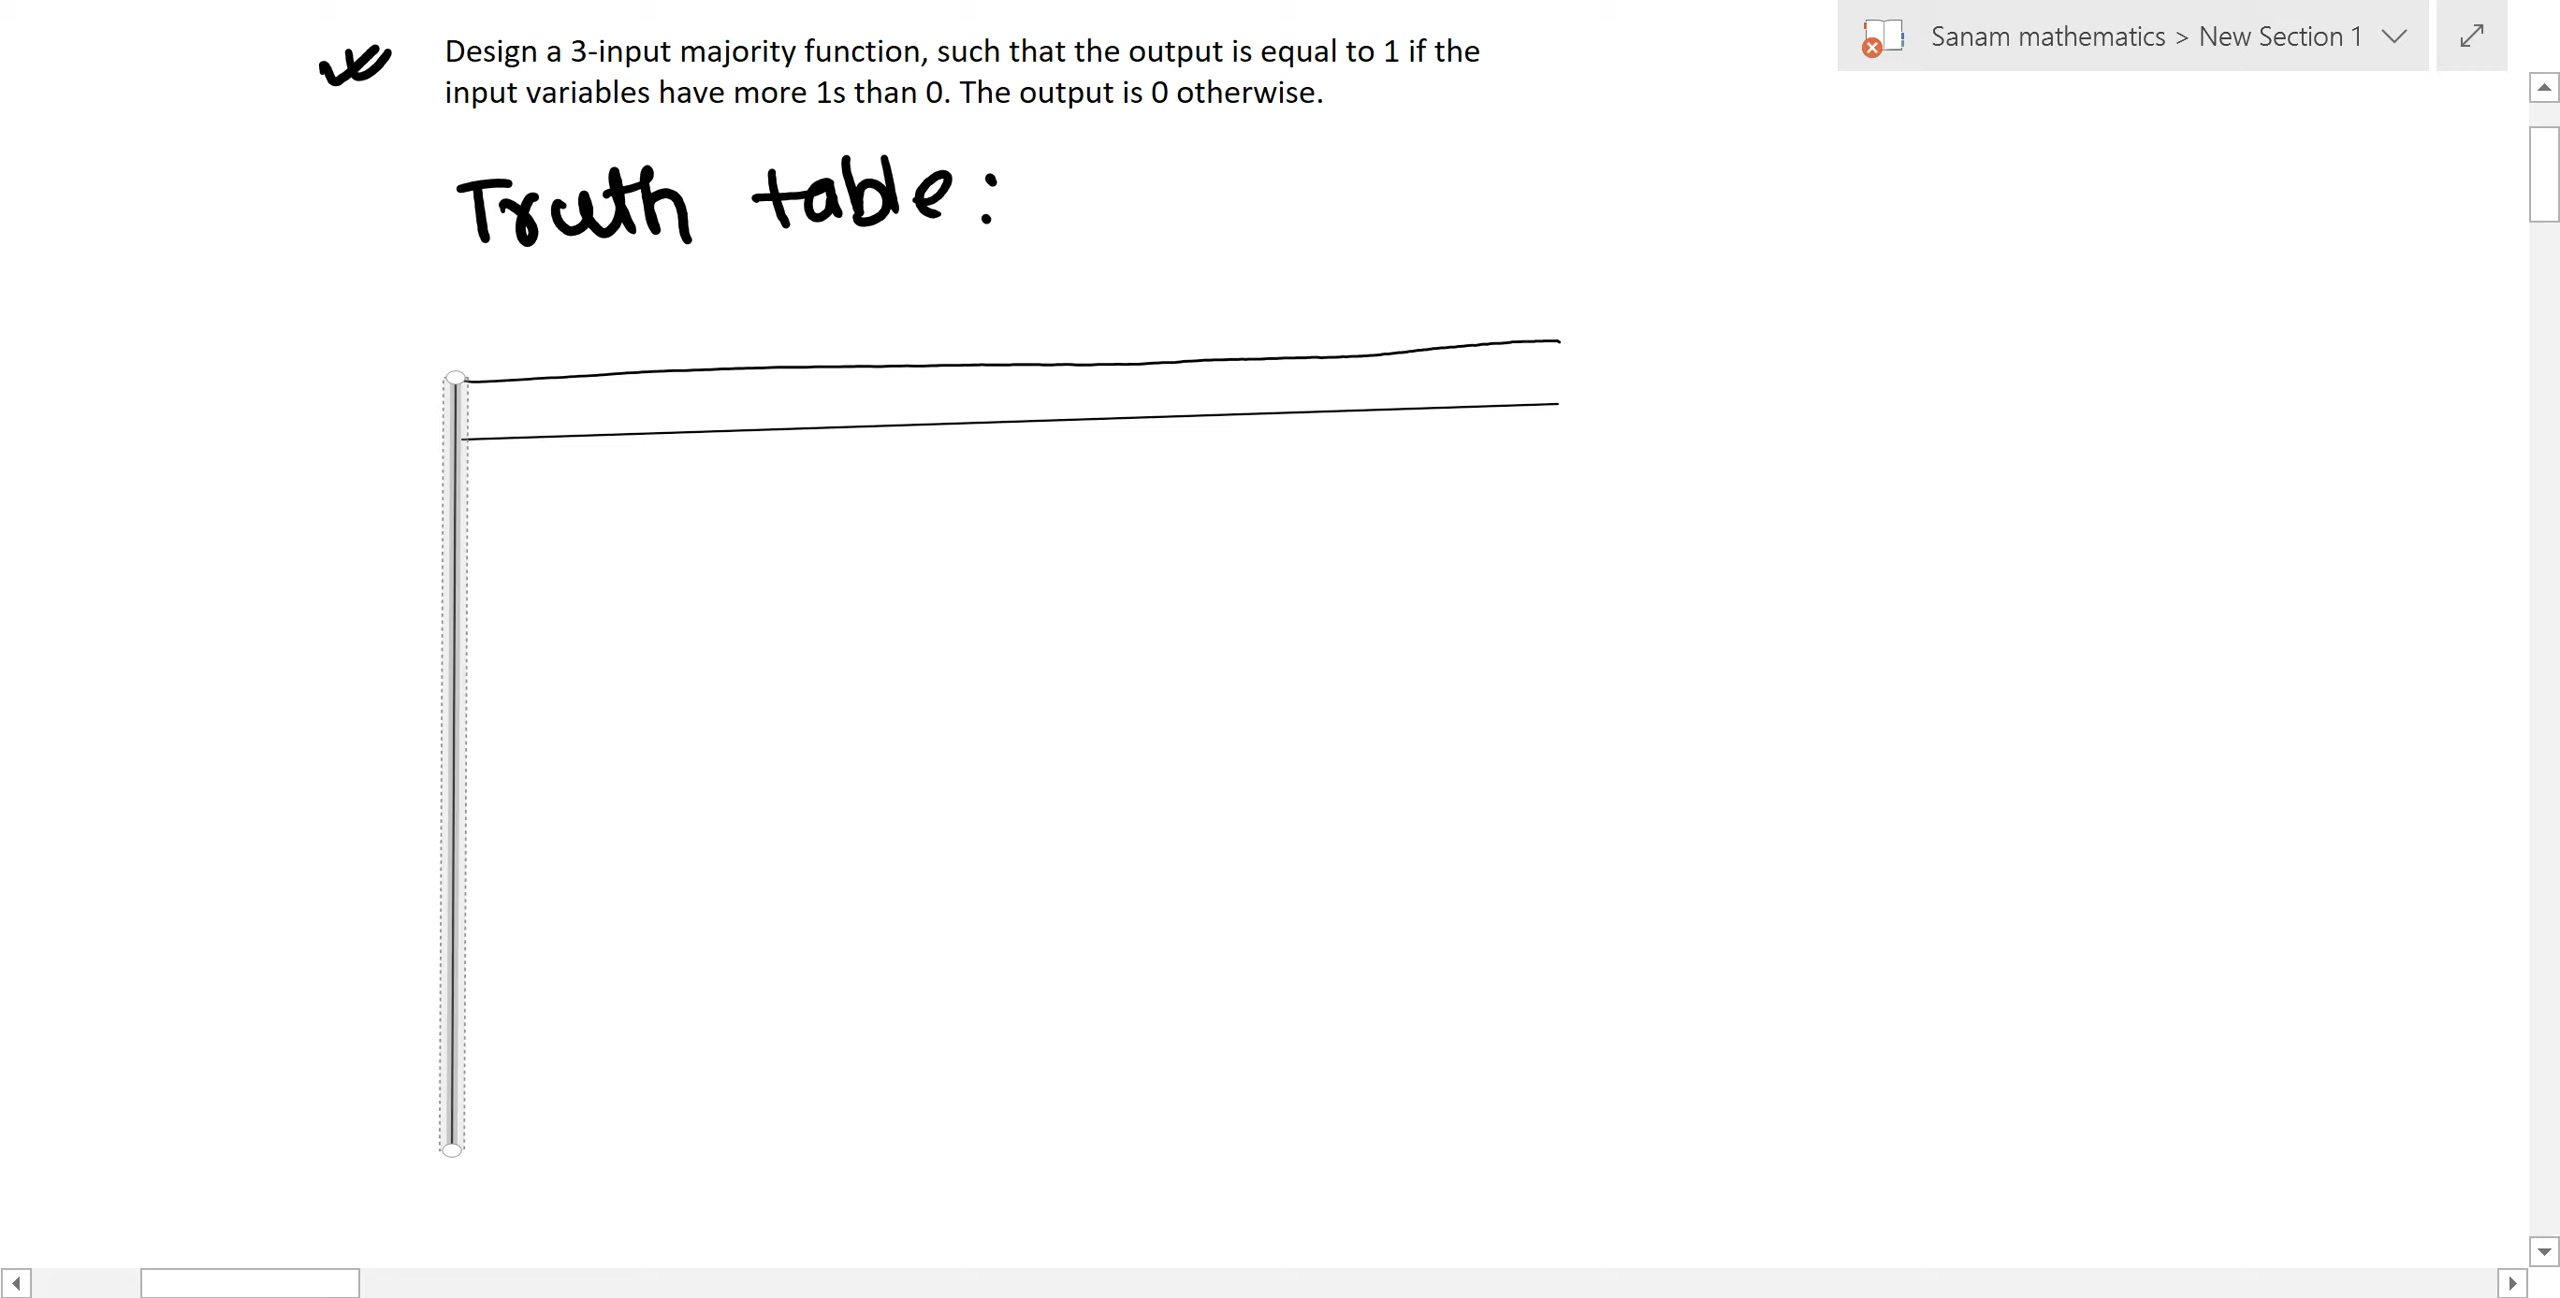 Sanam mathematics > New Section 1
Design a 3-input majority function, such that the output is equal to 1 if the
input variables have more 1s than 0. The output is 0 otherwise.
Truth table: